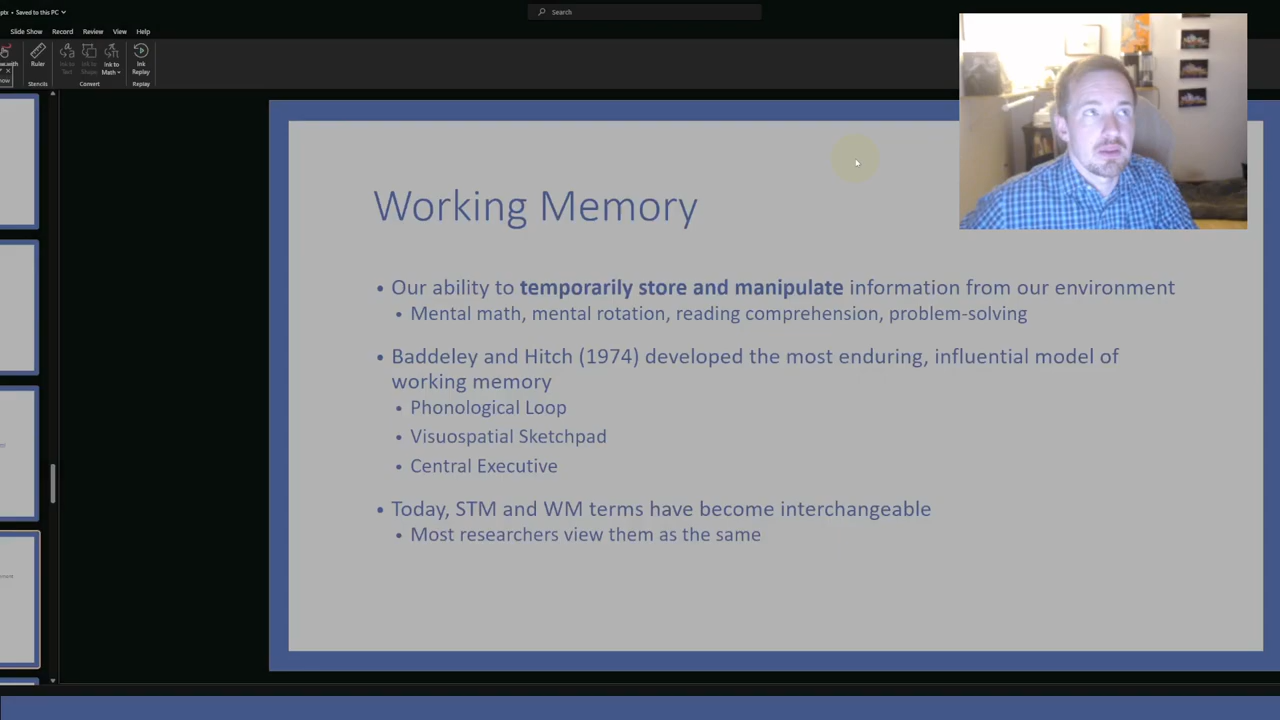 ptx • Saved to this PC
Search
Slide Show Record Review View Help
Ruler
Ink to Text
Ink to Shape
Ink to Math
Ink Replay
Stencils
Convert
Replay
Working Memory
• Our ability to temporarily store and manipulate information from our environment
• Mental math, mental rotation, reading comprehension, problem-solving
• Baddeley and Hitch (1974) developed the most enduring, influential model of
working memory
• Phonological Loop
• Visuospatial Sketchpad
• Central Executive
• Today, STM and WM terms have become interchangeable
• Most researchers view them as the same